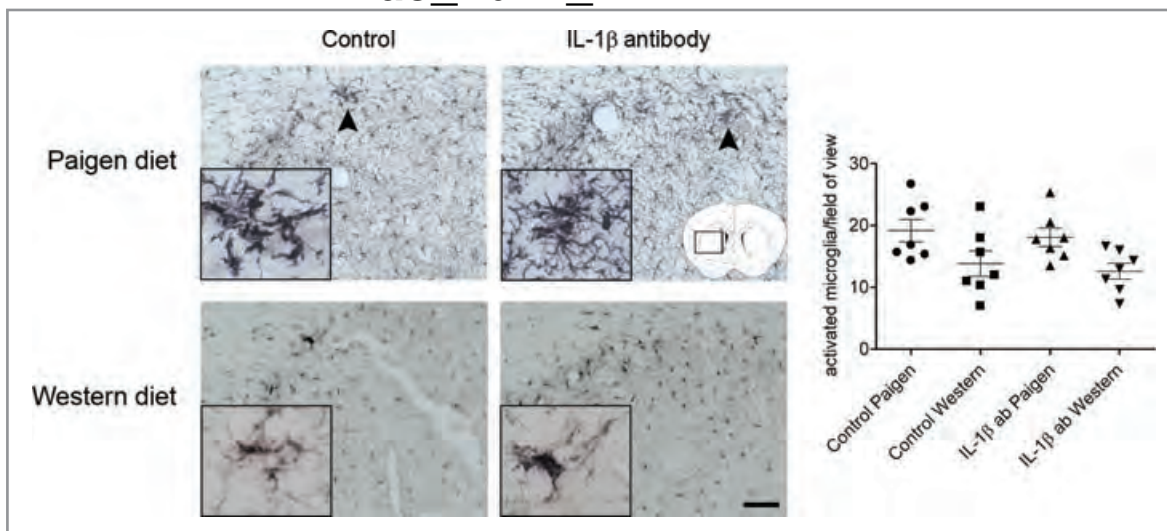 Control
IL-1β antibody
Paigen diet
Western diet
activated microglia/field of view
30
20
10
0
Control Paigen
Control Western
IL-1β ab Paigen
IL-1β ab Western